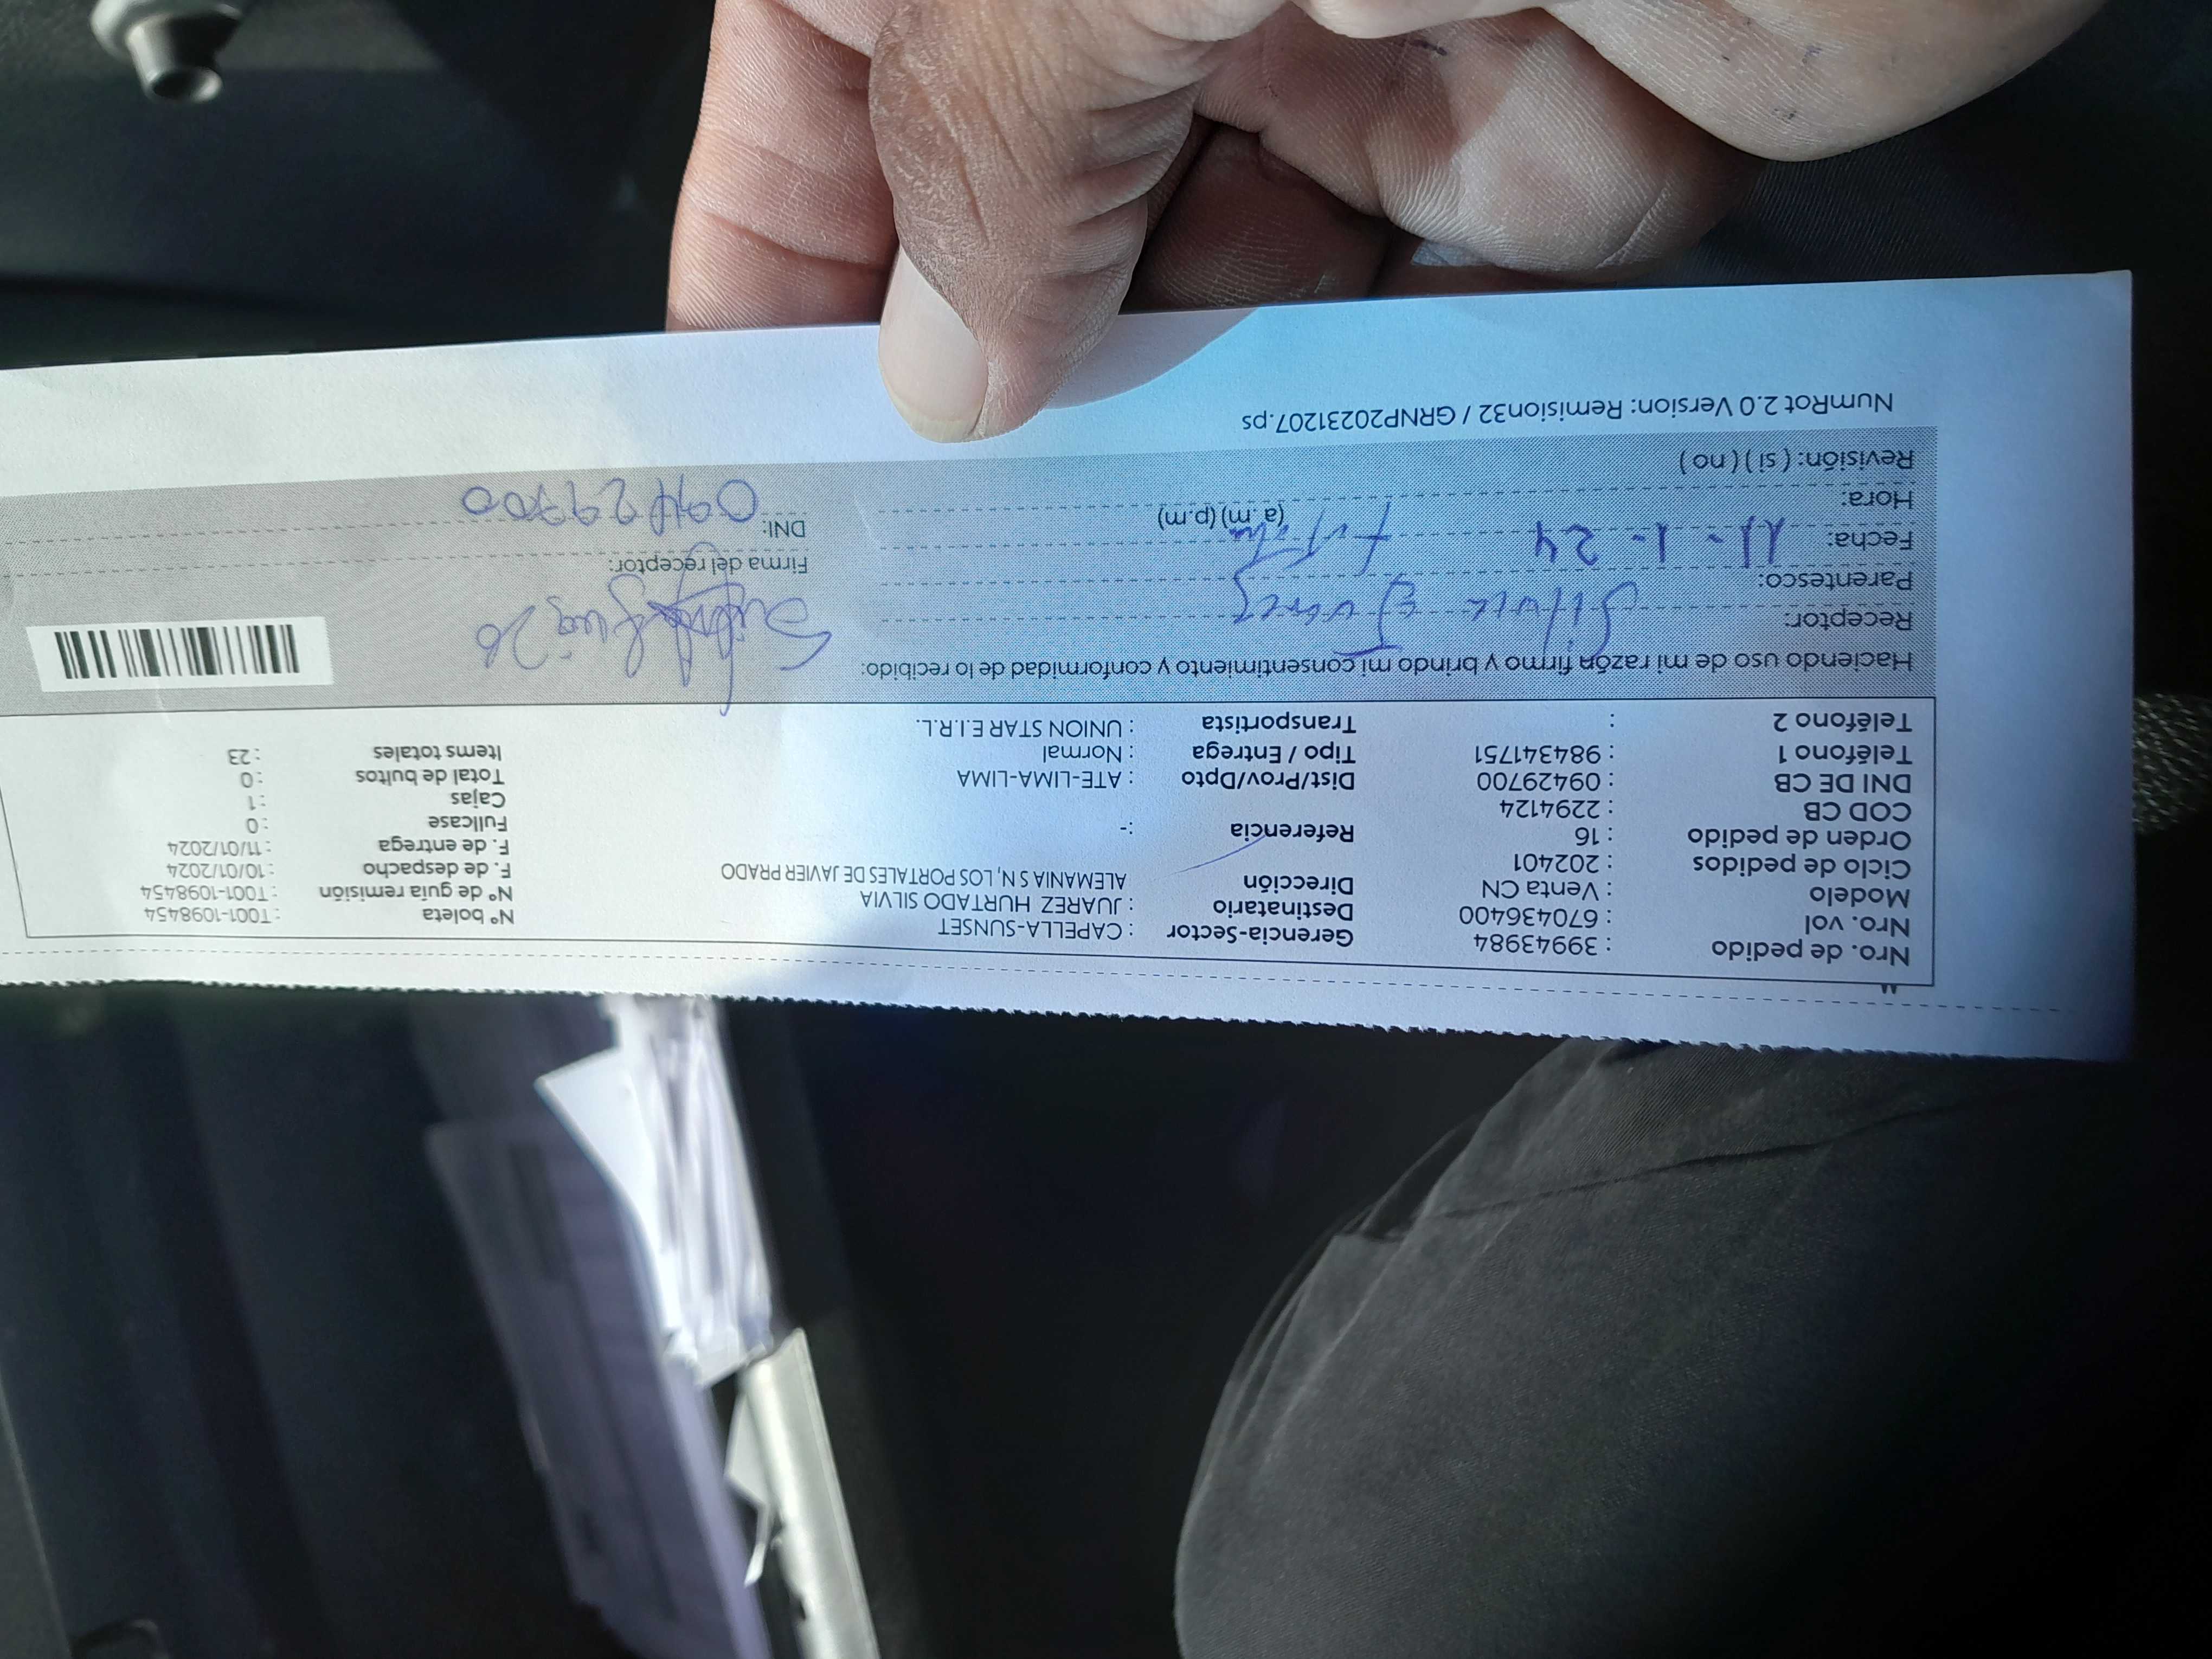 Nro. de pedido : 39943984 Gerencia-Sector : CAPELLA-SUNSET Nº boleta : T001-1098454
Nro. vol : 670436400 Destinatario : JUAREZ HURTADO SILVIA Nº de guía remisión : T001-1098454
Modelo : Venta CN Dirección ALEMANIA S N, LOS PORTALES DE JAVIER PRADO F. de despacho : 10/01/2024
Ciclo de pedidos : 202401 F. de entrega : 11/01/2024
Orden de pedido : 16 Referencia :- Fullcase : 0
COD CB : 2294124 Cajas : 1
DNI DE CB : 09429700 Dist/Prov/Dpto : ATE-LIMA-LIMA Total de bultos : 0
Teléfono 1 : 984341751 Tipo / Entrega : Normal Items totales : 23
Teléfono 2 : Transportista : UNION STAR E.I.R.L.
Haciendo uso de mi razón firmo y brindo mi consentimiento y conformidad de lo recibido:
Receptor: Silvia Juarez
Parentesco: Firma del receptor:
Fecha: 11-1-24
Hora: (a.m) (p.m) DNI: 09429700
Revisión: ( si ) ( no )
NumRot 2.0 Version: Remision32 / GRNP20231207.ps